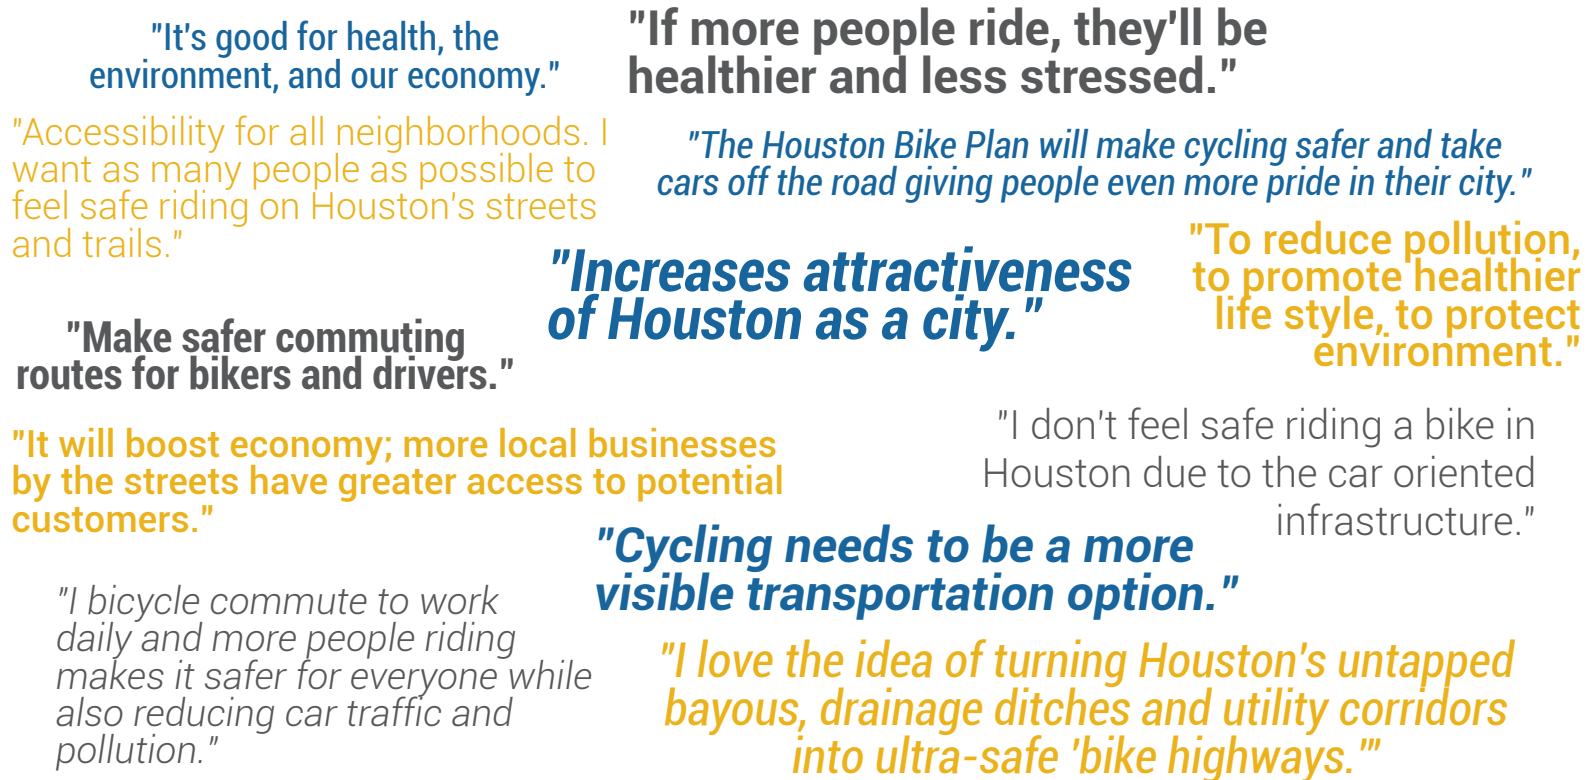 "It's good for health, the
environment, and our economy."
"If more people ride, they'll be
healthier and less stressed."
"Accessibility for all neighborhoods. I
want as many people as possible to
feel safe riding on Houston's streets
and trails."
"The Houston Bike Plan will make cycling safer and take
cars off the road giving people even more pride in their city."
"Increases attractiveness
of Houston as a city."
"To reduce pollution,
to promote healthier
life style, to protect
environment."
"Make safer commuting
routes for bikers and drivers."
"It will boost economy; more local businesses
by the streets have greater access to potential
customers."
"I don't feel safe riding a bike in
Houston due to the car oriented
infrastructure."
"Cycling needs to be a more
visible transportation option."
"I bicycle commute to work
daily and more people riding
makes it safer for everyone while
also reducing car traffic and
pollution."
"I love the idea of turning Houston's untapped
bayous, drainage ditches and utility corridors
into ultra-safe 'bike highways.'"